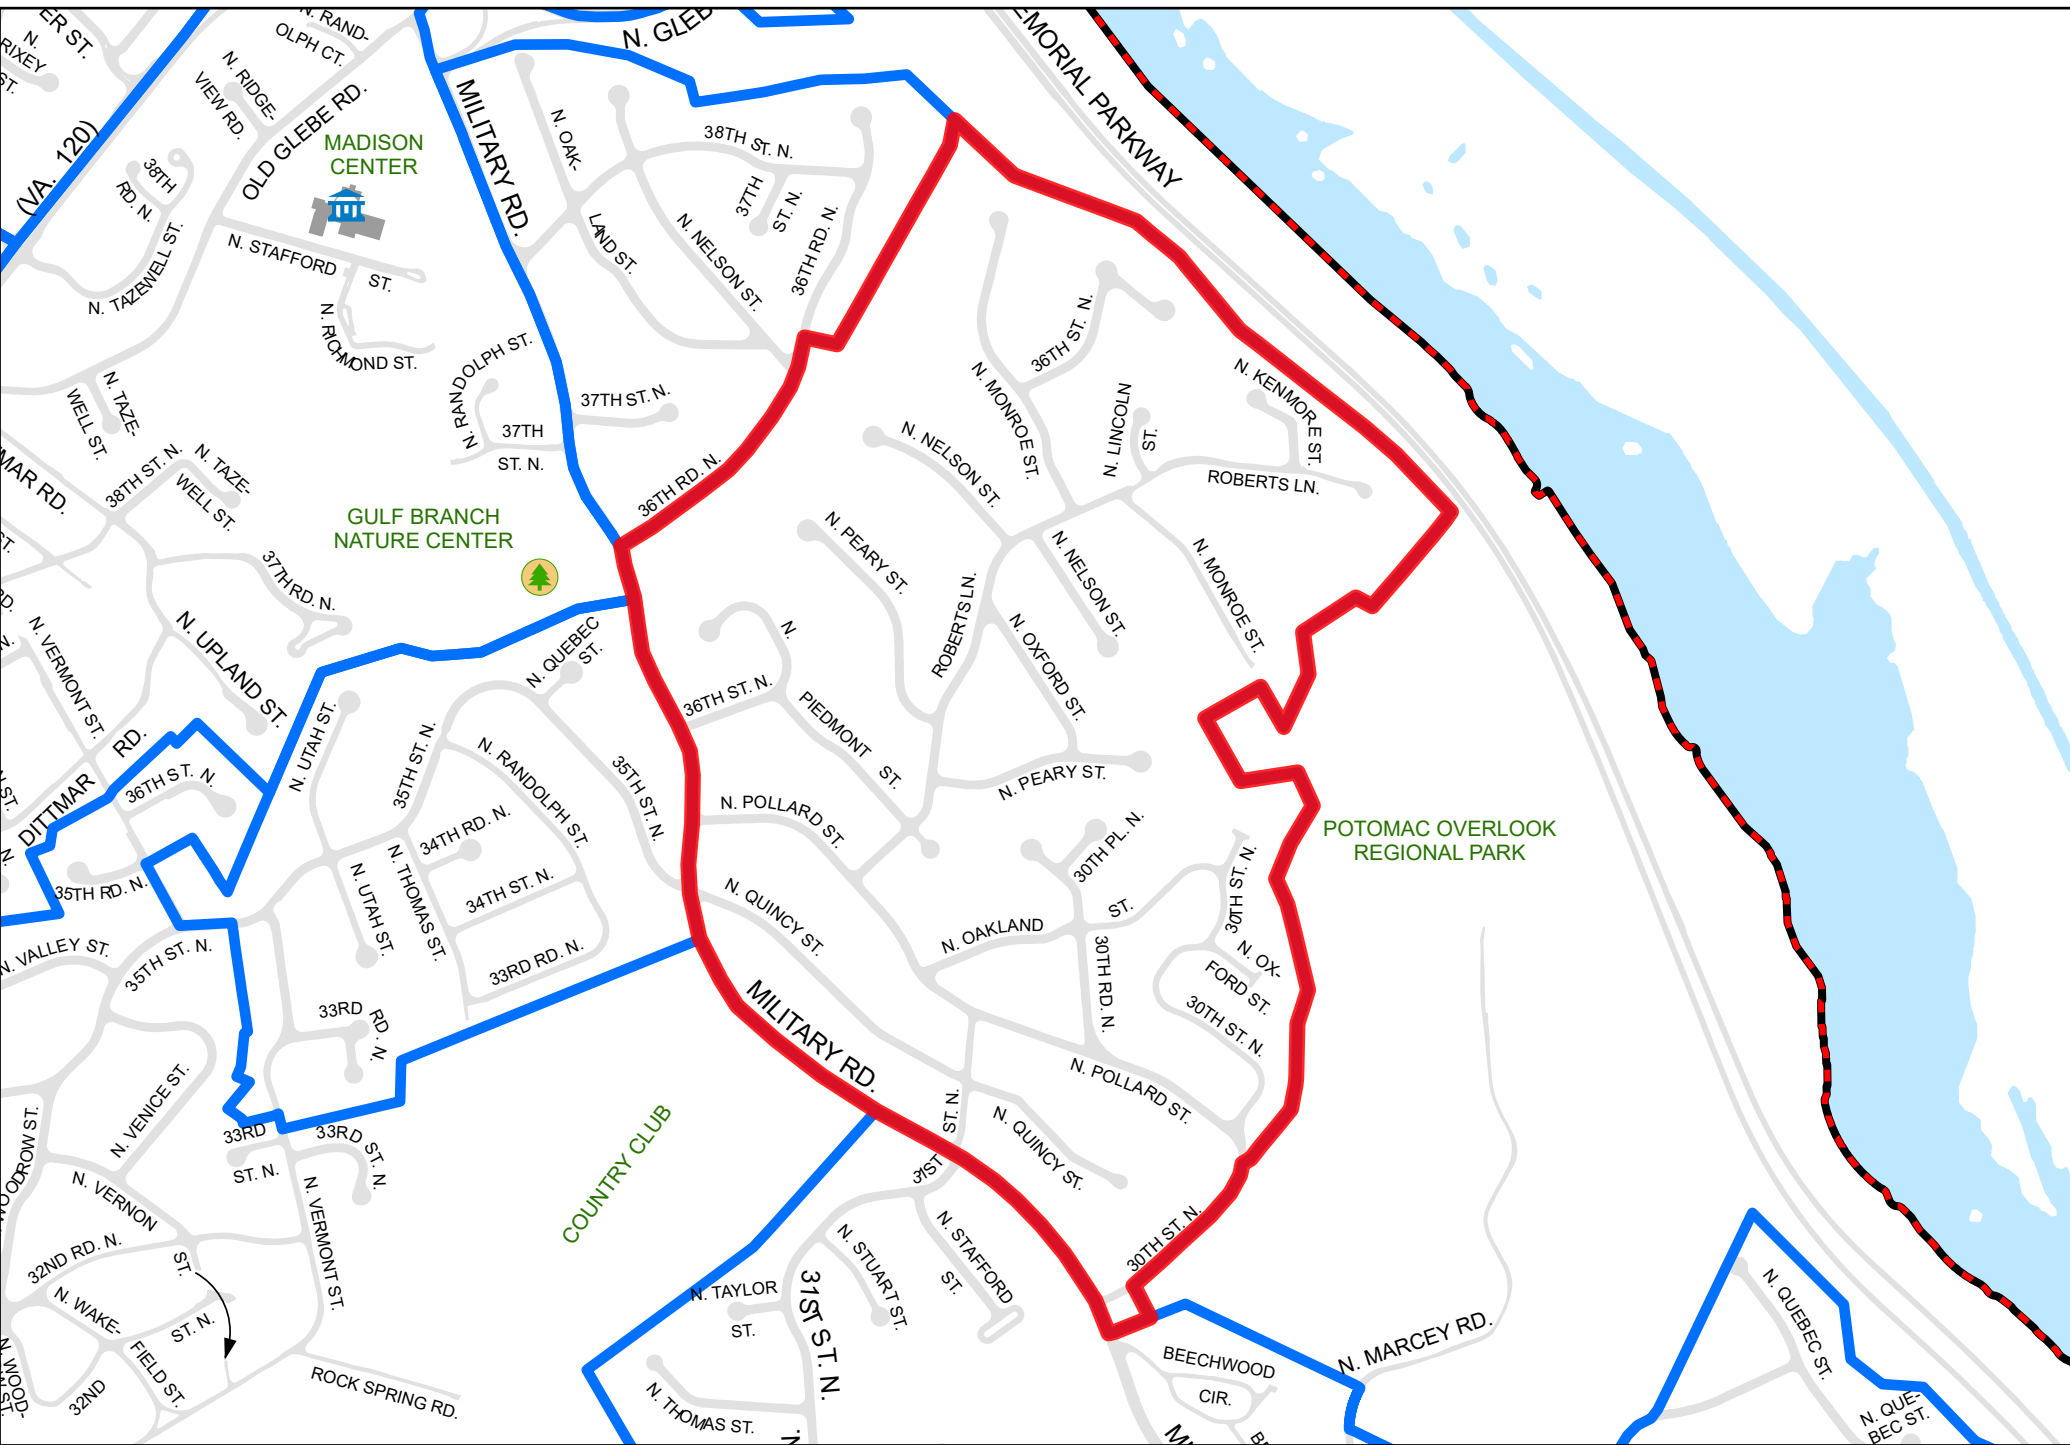 N. RAND-
OLPH CT.
ER ST.
N.
RIXEY
ST.
N. RIDGE-
VIEW RD.
OLD GLEBE RD.
(VA. 120)
MADISON
CENTER
38TH
RD. N.
N. TAZEWELL ST.
N. STAFFORD
ST.
N. RICHMOND ST.
MILITARY RD.
N. GLEB
EMORIAL PARKWAY
N. OAK-
LAND ST.
38TH ST. N.
37TH
ST. N.
36TH RD. N.
N. NELSON ST.
N. RANDOLPH ST.
37TH ST. N.
37TH
ST. N.
N. TAZE-
WELL ST.
MAR RD.
38TH ST. N.
N. TAZE-
WELL ST.
36TH RD. N.
GULF BRANCH
NATURE CENTER
37TH RD. N.
36TH ST. N.
N. MONROE ST.
N. LINCOLN
ST.
N. KENMORE ST.
ROBERTS LN.
N. NELSON ST.
N. PEARY ST.
N. NELSON ST.
N. MONROE ST.
ROBERTS LN.
N. OXFORD ST.
ST.
RD.
N.
N. VERMONT ST.
N. UPLAND ST.
N. QUEBEC
ST.
N.
PIEDMONT
ST.
36TH ST. N.
N. UTAH ST.
35TH ST. N.
N. RANDOLPH ST.
35TH ST. N.
DITTMAR
RD.
36TH ST. N.
N. POLLARD ST.
N. PEARY ST.
30TH PL. N.
POTOMAC OVERLOOK
REGIONAL PARK
34TH RD. N.
N. THOMAS ST.
N. UTAH ST.
34TH ST. N.
33RD RD. N.
35TH RD. N.
N.
N. VALLEY ST.
35TH ST. N.
N. QUINCY ST.
N. OAKLAND
ST.
30TH ST. N.
N. OX-
FORD ST.
30TH ST. N.
30TH RD. N.
33RD
RD. N.
MILITARY RD.
N. POLLARD ST.
N. VENICE ST.
33RD
ST. N.
33RD ST. N.
COUNTRY CLUB
31ST
ST. N.
N. QUINCY ST.
30TH ST. N.
N. VERNON
ST.
N. VERMONT ST.
32ND RD. N.
N. WAKE-
FIELD ST.
32ND
ST. N.
ROCK SPRING RD.
N. WOOD-
N. TAYLOR
ST.
31ST ST. N.
N. STUART ST.
N. STAFFORD
ST.
N. THOMAS ST.
N.
BEECHWOOD
CIR.
N. MARCEY RD.
N. QUEBEC ST.
N. QUE-
BEC ST.